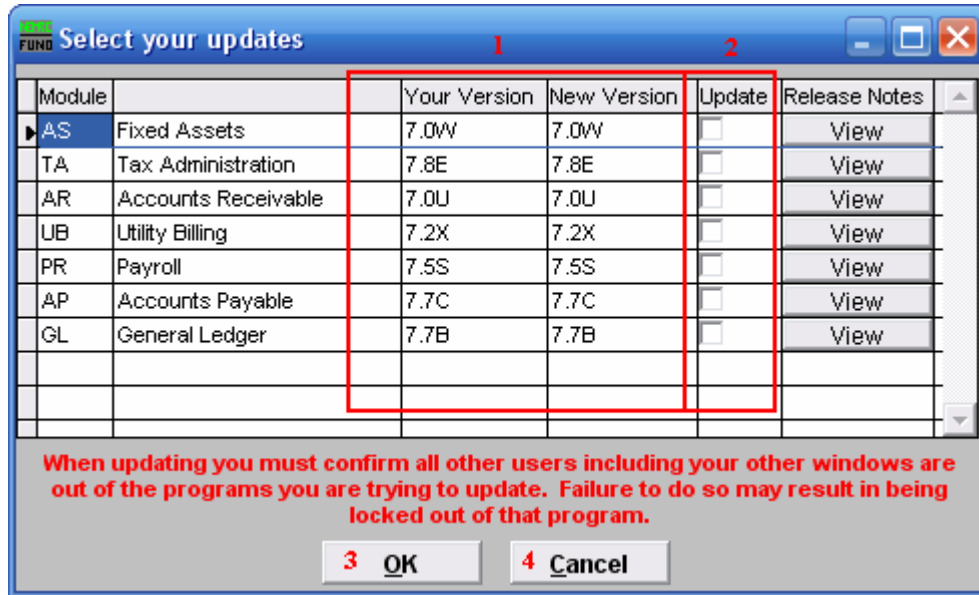 FUND Select your updates 1 2
Module Your Version New Version Update Release Notes
AS Fixed Assets 7.0W 7.0W View
TA Tax Administration 7.8E 7.8E View
AR Accounts Receivable 7.0U 7.0U View
UB Utility Billing 7.2X 7.2X View
PR Payroll 7.5S 7.5S View
AP Accounts Payable 7.7C 7.7C View
GL General Ledger 7.7B 7.7B View
When updating you must confirm all other users including your other windows are
out of the programs you are trying to update. Failure to do so may result in being
locked out of that program.
3 OK 4 Cancel